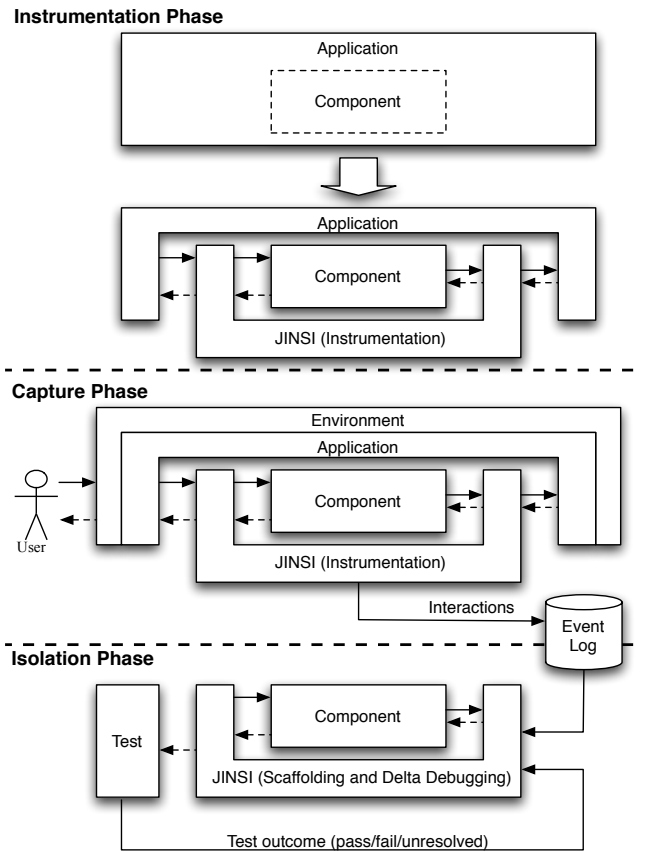 Instrumentation Phase
Application
Component
Application
Component
JINSI (Instrumentation)
Capture Phase
Environment
Application
Component
User
JINSI (Instrumentation)
Interactions
Event
Log
Isolation Phase
Component
Test
JINSI (Scaffolding and Delta Debugging)
Test outcome (pass/fail/unresolved)